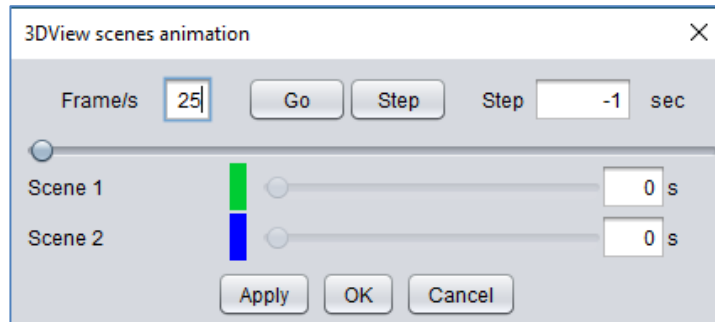 3DView scenes animation
Frame/s 25 Go Step Step -1 sec
Scene 1 0 s
Scene 2 0 s
Apply OK Cancel